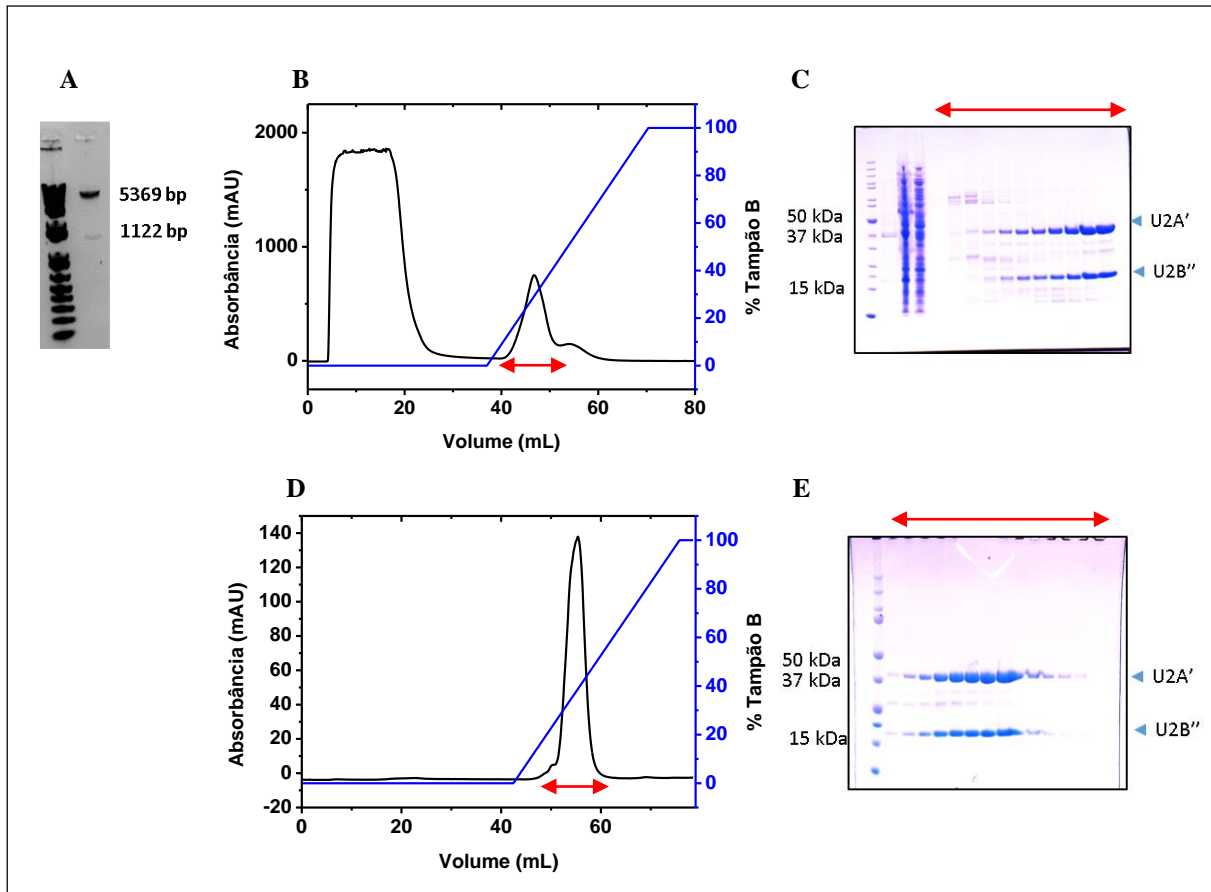 A
5369 bp
1122 bp
B
2000
1000
0
Absorbância (mAU)
0 20 40 60 80
Volume (mL)
100
80
60
40
20
0
% Tampão B
C
50 kDa
37 kDa
15 kDa
U2A’
U2B’’
D
140
120
100
80
60
40
20
0
-20
Absorbância (mAU)
0 20 40 60
Volume (mL)
100
80
60
40
20
0
% Tampão B
E
50 kDa
37 kDa
15 kDa
U2A’
U2B’’